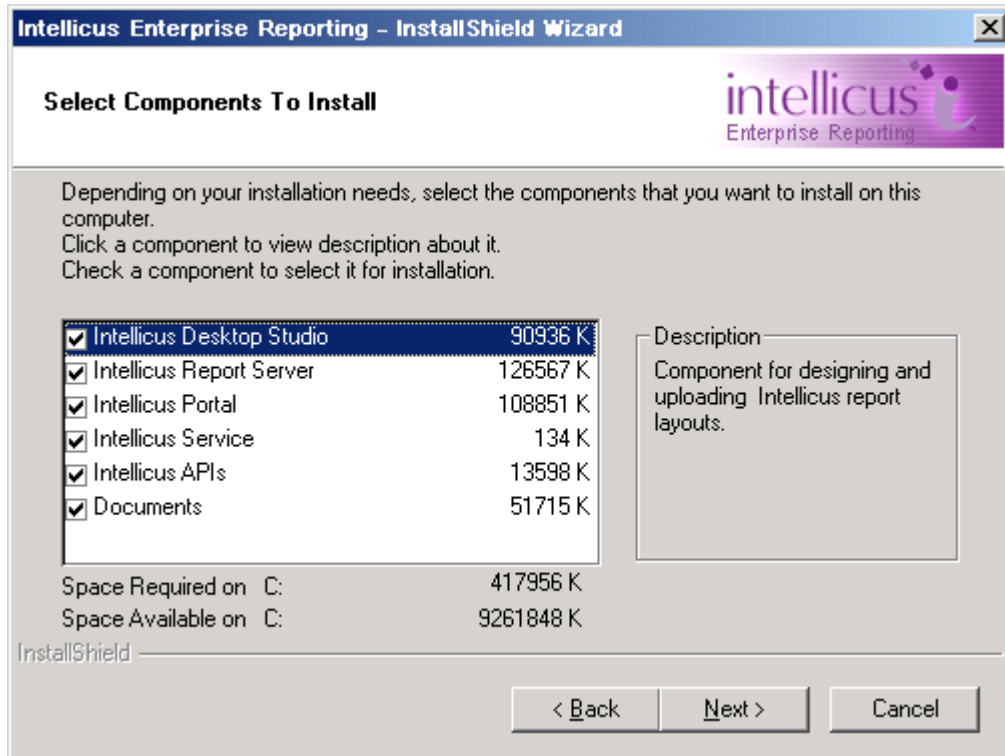 Intellicus Enterprise Reporting - InstallShield Wizard
Select Components To Install
intellicus
Enterprise Reporting
Depending on your installation needs, select the components that you want to install on this
computer.
Click a component to view description about it.
Check a component to select it for installation.
Intellicus Desktop Studio 90936 K
Intellicus Report Server 126567 K
Intellicus Portal 108851 K
Intellicus Service 134 K
Intellicus APIs 13598 K
Documents 51715 K
Description
Component for designing and
uploading Intellicus report
layouts.
Space Required on C: 417956 K
Space Available on C: 9261848 K
InstallShield
< Back
Next >
Cancel